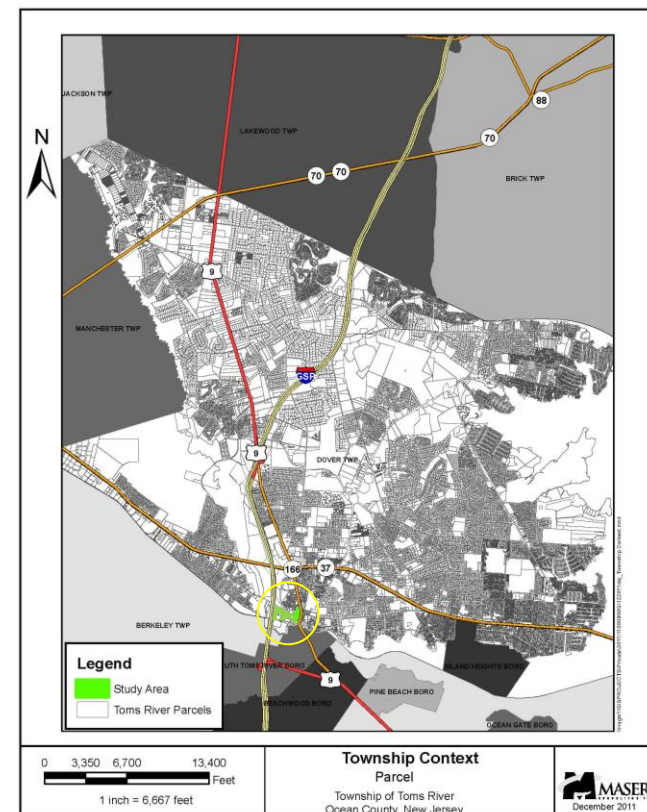 JACKSON TWP
LAKEWOOD TWP
88
70
BRICK TWP
N
70 70
9
MANCHESTER TWP
GSP
9
DOVER TWP
166
37
BERKELEY TWP
UTH TOMS RIVER BORO
ISLAND HEIGHTS BORO
9
PINE BEACH BORO
BEACHWOOD BORO
OCEAN GATE BORO
Legend
Study Area
Toms River Parcels
0 3,350 6,700 13,400
Feet
1 inch = 6,667 feet
Township Context
Parcel
Township of Toms River
Ocean County, New Jersey
MASER
December 2011